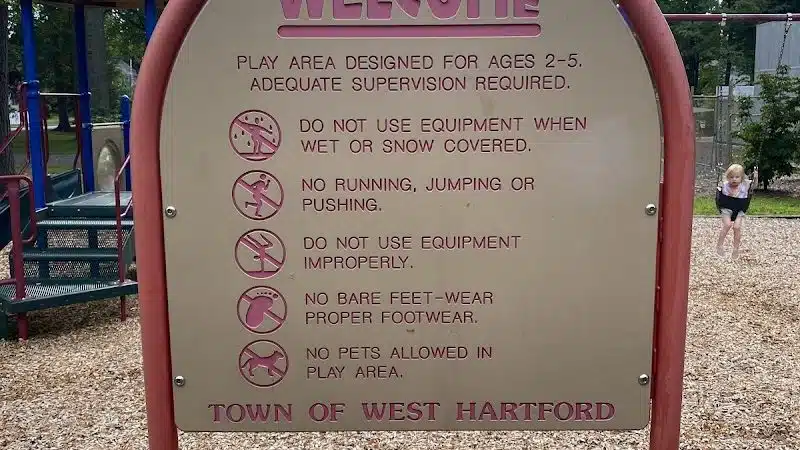 WELCOME
PLAY AREA DESIGNED FOR AGES 2-5.
ADEQUATE SUPERVISION REQUIRED.
DO NOT USE EQUIPMENT WHEN
WET OR SNOW COVERED.
NO RUNNING, JUMPING OR
PUSHING.
DO NOT USE EQUIPMENT
IMPROPERLY.
NO BARE FEET-WEAR
PROPER FOOTWEAR.
NO PETS ALLOWED IN
PLAY AREA.
TOWN OF WEST HARTFORD